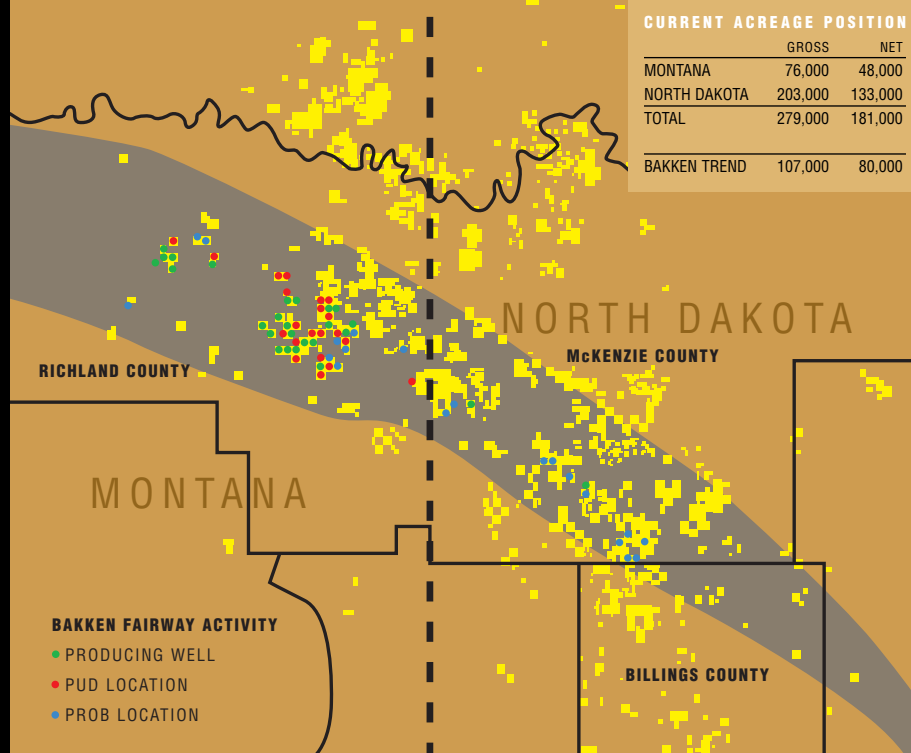 CURRENT ACREAGE POSITION
GROSS NET
MONTANA 76,000 48,000
NORTH DAKOTA 203,000 133,000
TOTAL 279,000 181,000
BAKKEN TREND 107,000 80,000
NORTH DAKOTA
McKENZIE COUNTY
RICHLAND COUNTY
MONTANA
BAKKEN FAIRWAY ACTIVITY
PRODUCING WELL
PUD LOCATION
PROB LOCATION
BILLINGS COUNTY